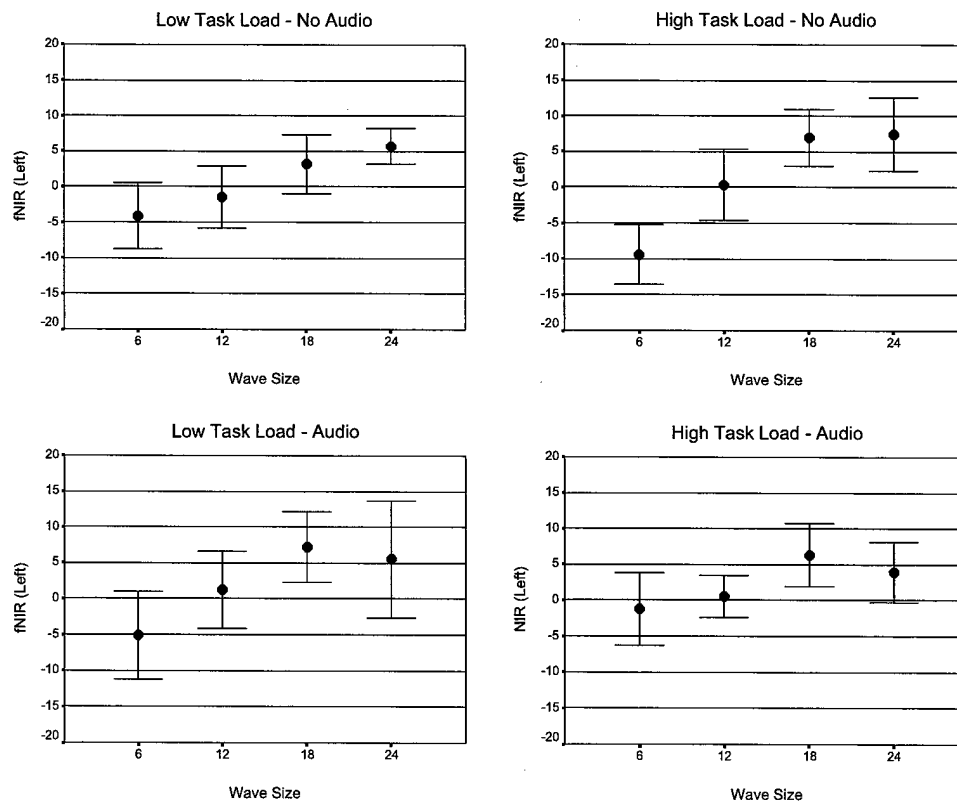 Low Task Load - No Audio
20
15
10
5
0
-5
-10
-15
-20
fNIR (Left)
6 12 18 24
Wave Size
High Task Load - No Audio
20
15
10
5
0
-5
-10
-15
-20
fNIR (Left)
6 12 18 24
Wave Size
Low Task Load - Audio
20
15
10
5
0
-5
-10
-15
-20
fNIR (Left)
6 12 18 24
Wave Size
High Task Load - Audio
20
15
10
5
0
-5
-10
-15
-20
NIR (Left)
6 12 18 24
Wave Size